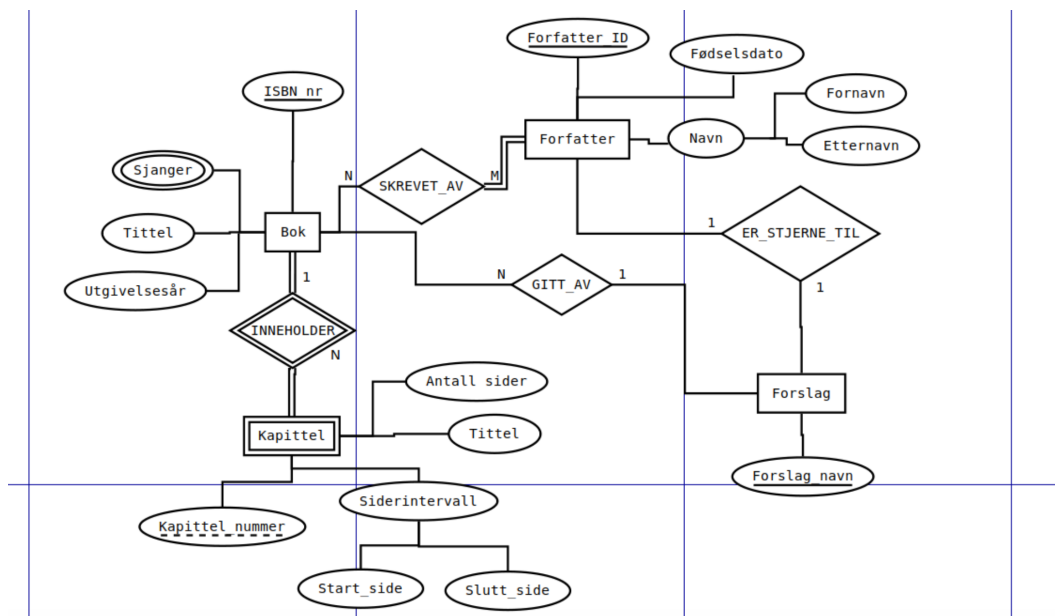 Forfatter_ID
Fødselsdato
ISBN_nr
Fornavn
Forfatter
Navn
Etternavn
Sjanger
N
SKREVET_AV
M
Tittel
Bok
1
ER_STJERNE_TIL
N
GITT_AV
1
1
1
Utgivelsesår
INNEHOLDER
N
Antall sider
Forslag
Kapittel
Tittel
Forslag_navn
Siderintervall
Kapittel_nummer
Start_side
Slutt_side